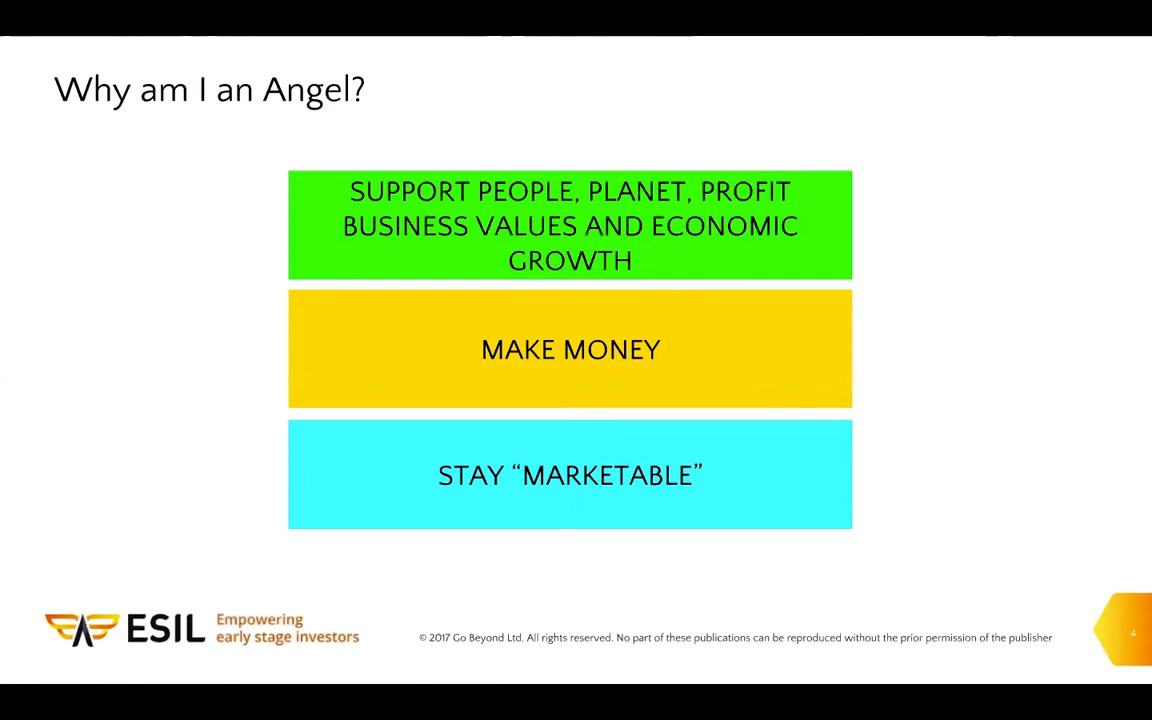 Why am I an Angel?
SUPPORT PEOPLE, PLANET, PROFIT
BUSINESS VALUES AND ECONOMIC
GROWTH
MAKE MONEY
STAY “MARKETABLE”
ESIL
Empowering
early stage investors
© 2017 Go Beyond Ltd. All rights reserved. No part of these publications can be reproduced without the prior permission of the publisher
4